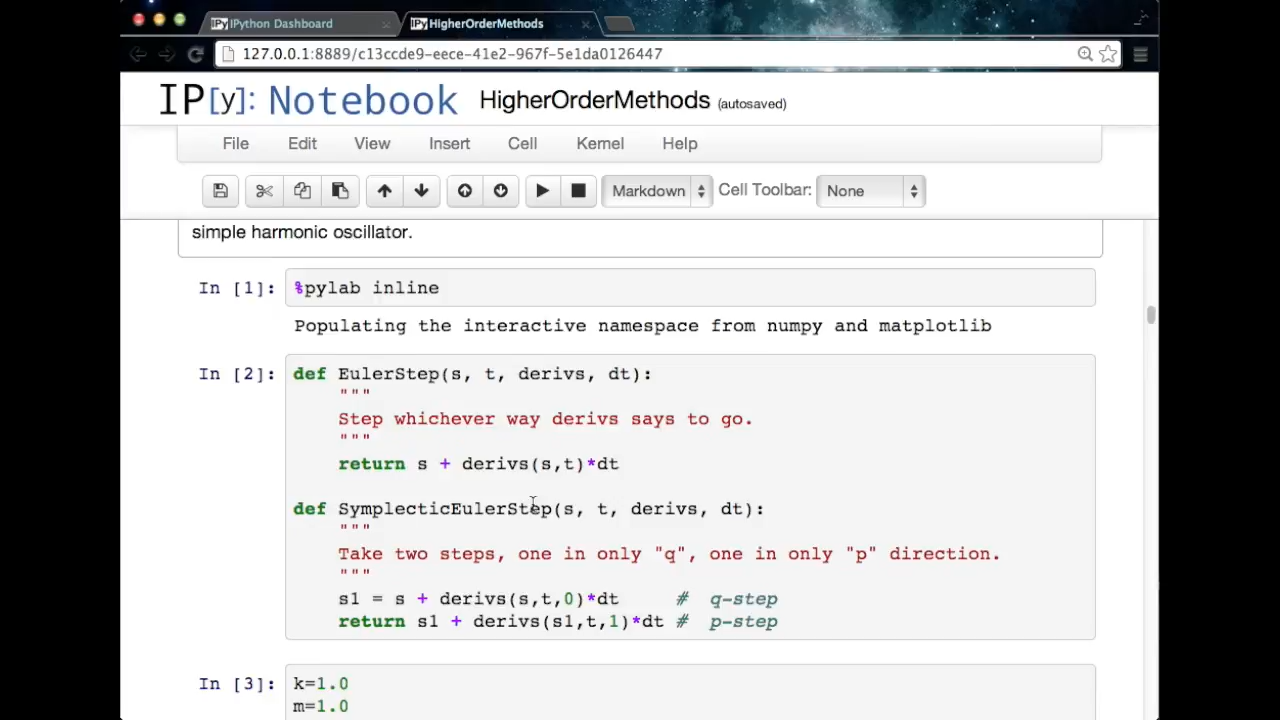 IP[y] IPython Dashboard
IP[y] HigherOrderMethods
127.0.0.1:8889/c13ccde9-eece-41e2-967f-5e1da0126447
IP[y]: Notebook HigherOrderMethods (autosaved)
File Edit View Insert Cell Kernel Help
Markdown Cell Toolbar: None
simple harmonic oscillator.
In [1]: %pylab inline
Populating the interactive namespace from numpy and matplotlib
In [2]: def EulerStep(s, t, derivs, dt):
"""
Step whichever way derivs says to go.
"""
return s + derivs(s,t)*dt
def SymplecticEulerStep(s, t, derivs, dt):
"""
Take two steps, one in only "q", one in only "p" direction.
"""
s1 = s + derivs(s,t,0)*dt # q-step
return s1 + derivs(s1,t,1)*dt # p-step
In [3]: k=1.0
m=1.0